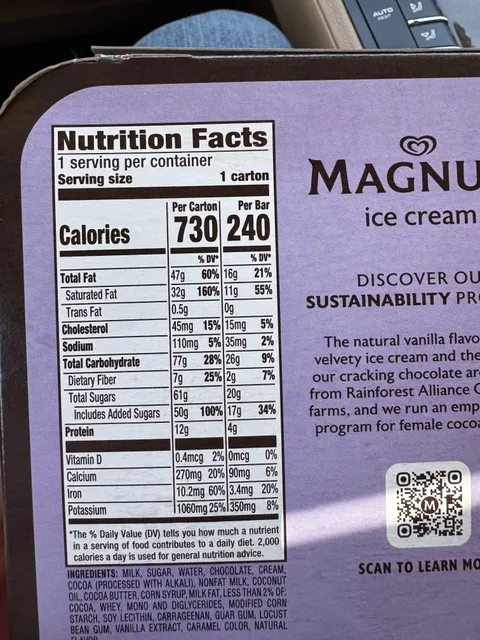 AUTO
Nutrition Facts
1 serving per container
Serving size 1 carton
Per Carton Per Bar
Calories 730 240
% DV* % DV*
Total Fat 47g 60% 16g 21%
Saturated Fat 32g 160% 11g 55%
Trans Fat 0.5g 0g
Cholesterol 45mg 15% 15mg 5%
Sodium 110mg 5% 35mg 2%
Total Carbohydrate 77g 28% 26g 9%
Dietary Fiber 7g 25% 2g 7%
Total Sugars 61g 20g
Includes Added Sugars 50g 100% 17g 34%
Protein 12g 4g
Vitamin D 0.4mcg 2% 0mcg 0%
Calcium 270mg 20% 90mg 6%
Iron 10.2mg 60% 3.4mg 20%
Potassium 1060mg 25% 350mg 8%
*The % Daily Value (DV) tells you how much a nutrient
in a serving of food contributes to a daily diet. 2,000
calories a day is used for general nutrition advice.
INGREDIENTS: MILK, SUGAR, WATER, CHOCOLATE, CREAM,
COCOA (PROCESSED WITH ALKALI), NONFAT MILK, COCONUT
OIL, COCOA BUTTER, CORN SYRUP, MILK FAT, LESS THAN 2% OF:
COCOA, WHEY, MONO AND DIGLYCERIDES, MODIFIED CORN
STARCH, SOY LECITHIN, CARRAGEENAN, GUAR GUM, LOCUST
BEAN GUM, VANILLA EXTRACT, CARAMEL COLOR, NATURAL
FLAVOR
MAGNU
ice cream
DISCOVER OU
SUSTAINABILITY PRO
The natural vanilla flavo
velvety ice cream and the
our cracking chocolate are
from Rainforest Alliance C
farms, and we run an emp
program for female cocoa
M
SCAN TO LEARN MO